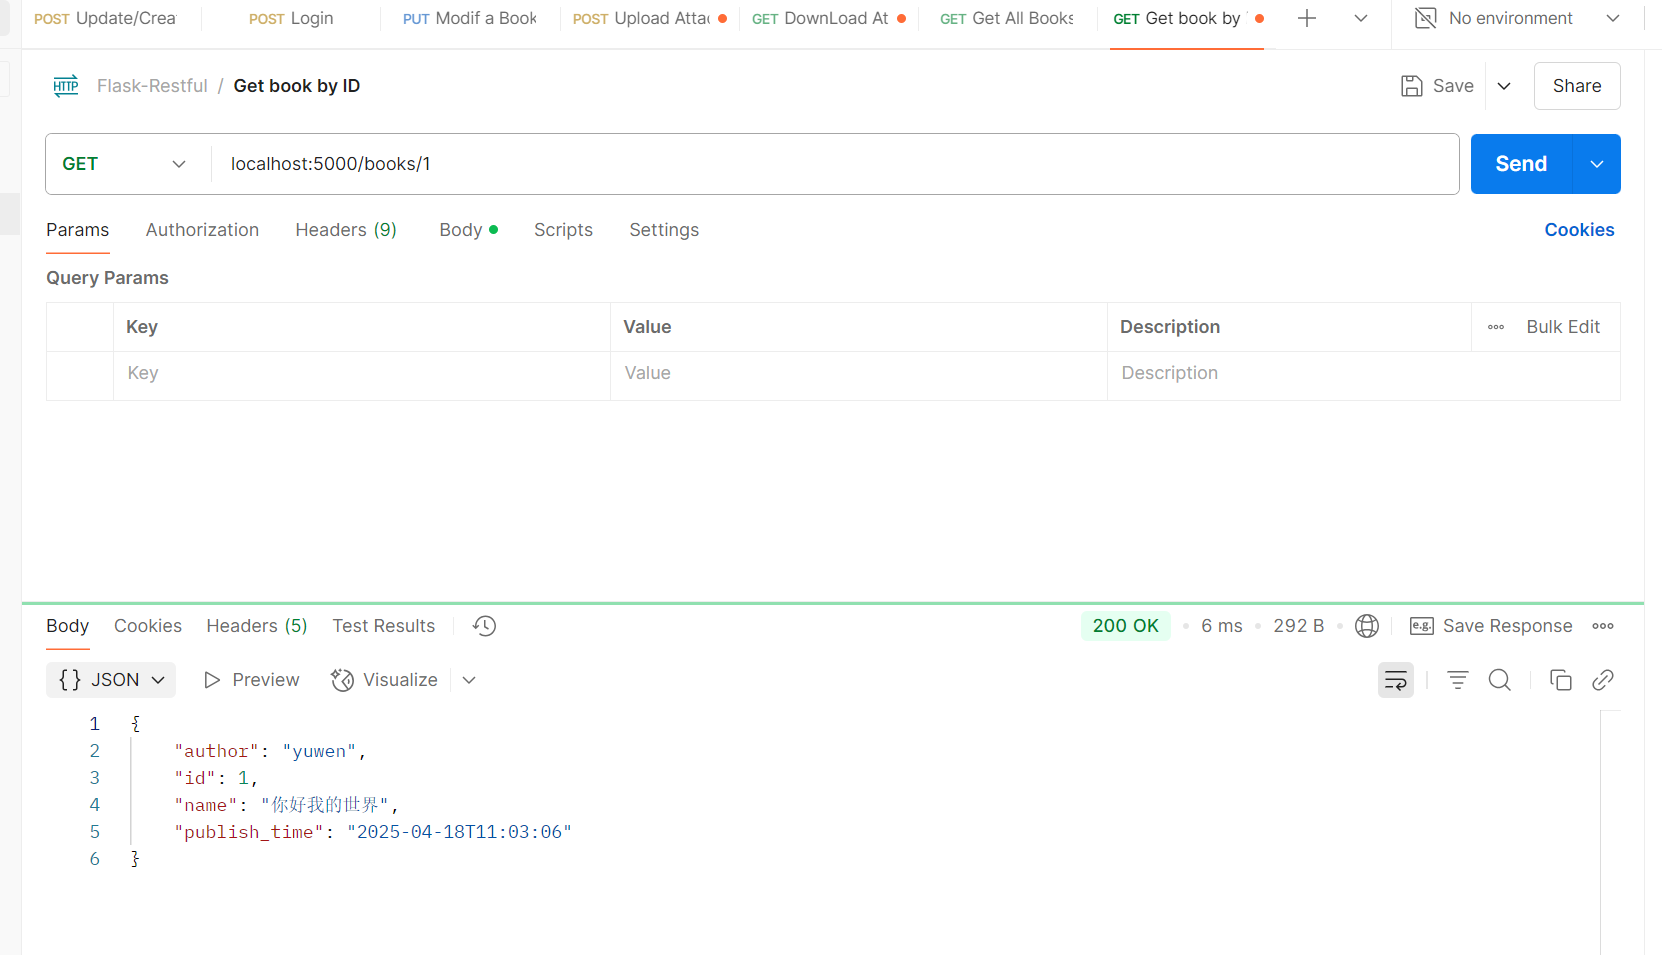 POST Update/Crea POST Login PUT Modif a Book POST Upload Attac GET DownLoad At GET Get All Books GET Get book by No environment
HTTP Flask-Restful / Get book by ID Save Share
GET localhost:5000/books/1 Send
Params Authorization Headers (9) Body Scripts Settings Cookies
Query Params
Key Value Description Bulk Edit
Key Value Description
Body Cookies Headers (5) Test Results 200 OK 6 ms 292 B e.g. Save Response
{} JSON Preview Visualize
1 {
2 "author": "yuwen",
3 "id": 1,
4 "name": "你好我的世界",
5 "publish_time": "2025-04-18T11:03:06"
6 }